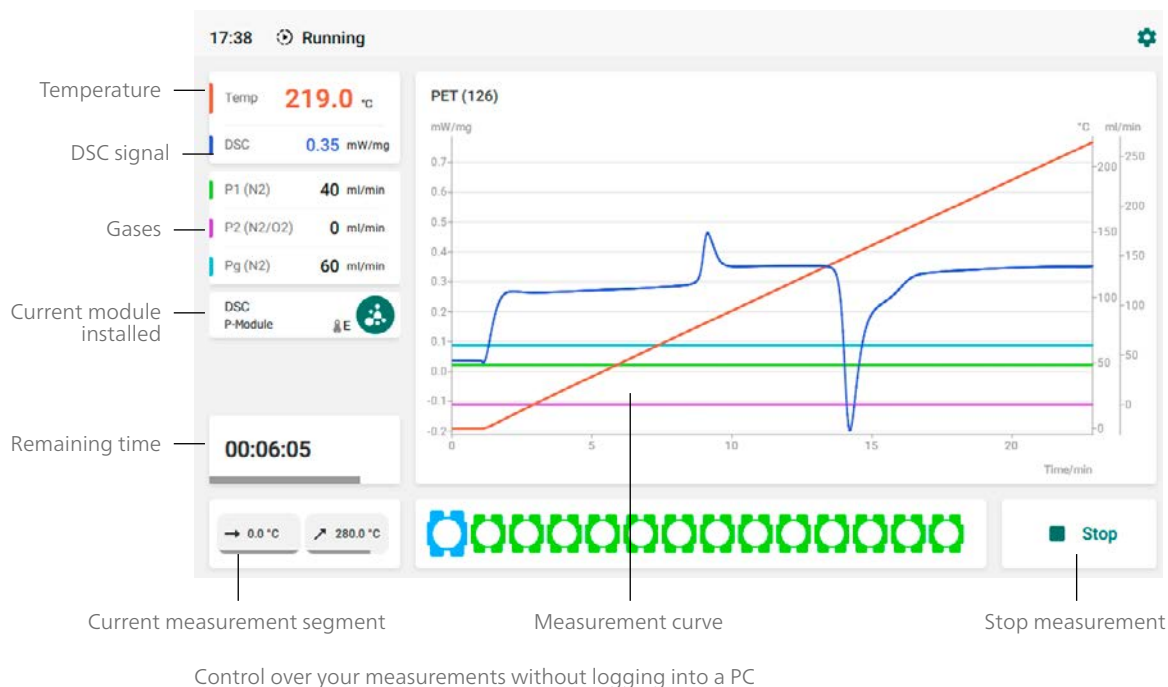 17:38 Running
Temperature
Temp 219.0 °C
DSC signal
DSC 0.35 mW/mg
P1 (N2) 40 ml/min
Gases
P2 (N2/O2) 0 ml/min
Pg (N2) 60 ml/min
Current module
installed
DSC
P-Module E
Remaining time
00:06:05
→ 0.0 °C ↗ 280.0 °C
PET (126)
mW/mg °C ml/min
0.7
0.6
0.5
0.4
0.3
0.2
0.1
0.0
-0.1
-0.2
200
150
100
50
0
250
200
150
100
50
0
0 5 10 15 20
Time/min
Stop
Current measurement segment
Measurement curve
Stop measurement
Control over your measurements without logging into a PC